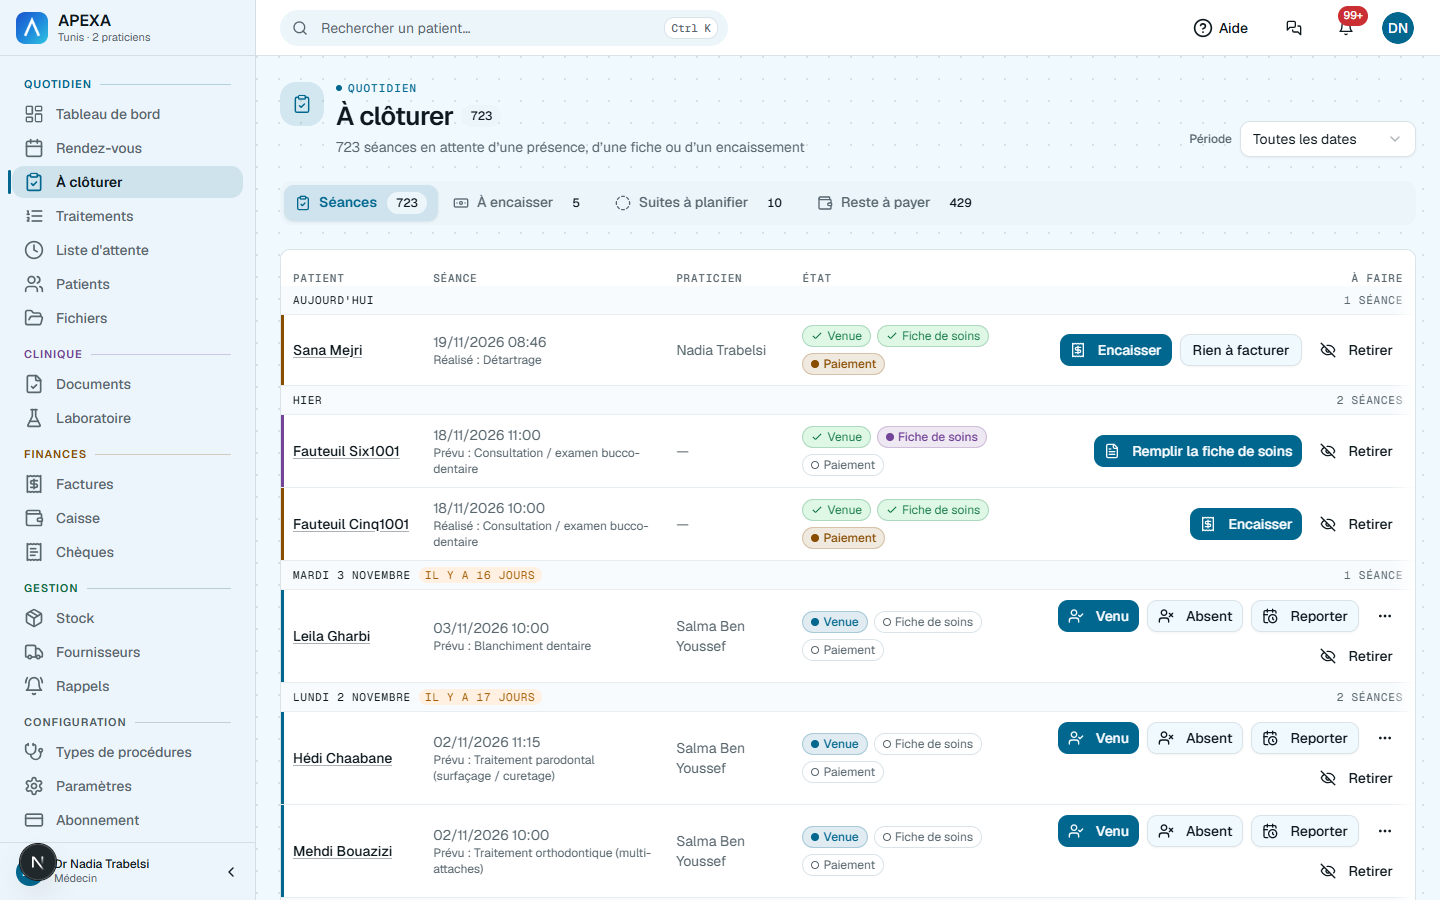 APEXA
Tunis · 2 praticiens
Rechercher un patient…
Ctrl K
Aide
99+
DN
QUOTIDIEN
Tableau de bord
Rendez-vous
À clôturer
Traitements
Liste d'attente
Patients
Fichiers
CLINIQUE
Documents
Laboratoire
FINANCES
Factures
Caisse
Chèques
GESTION
Stock
Fournisseurs
Rappels
CONFIGURATION
Types de procédures
Paramètres
Abonnement
N
Dr Nadia Trabelsi
Médecin
QUOTIDIEN
À clôturer 723
723 séances en attente d'une présence, d'une fiche ou d'un encaissement
Période
Toutes les dates
Séances 723
À encaisser 5
Suites à planifier 10
Reste à payer 429
PATIENT SÉANCE PRATICIEN ÉTAT À FAIRE
AUJOURD'HUI 1 SÉANCE
Sana Mejri
19/11/2026 08:46
Réalisé : Détartrage
Nadia Trabelsi
Venue Fiche de soins
Paiement
Encaisser Rien à facturer Retirer
HIER 2 SÉANCES
Fauteuil Six1001
18/11/2026 11:00
Prévu : Consultation / examen bucco-
dentaire
—
Venue Fiche de soins
Paiement
Remplir la fiche de soins Retirer
Fauteuil Cinq1001
18/11/2026 10:00
Réalisé : Consultation / examen bucco-
dentaire
—
Venue Fiche de soins
Paiement
Encaisser Retirer
MARDI 3 NOVEMBRE IL Y A 16 JOURS 1 SÉANCE
Leila Gharbi
03/11/2026 10:00
Prévu : Blanchiment dentaire
Salma Ben
Youssef
Venue Fiche de soins
Paiement
Venu Absent Reporter
Retirer
LUNDI 2 NOVEMBRE IL Y A 17 JOURS 2 SÉANCES
Hédi Chaabane
02/11/2026 11:15
Prévu : Traitement parodontal
(surfaçage / curetage)
Salma Ben
Youssef
Venue Fiche de soins
Paiement
Venu Absent Reporter
Retirer
Mehdi Bouazizi
02/11/2026 10:00
Prévu : Traitement orthodontique (multi-
attaches)
Salma Ben
Youssef
Venue Fiche de soins
Paiement
Venu Absent Reporter
Retirer